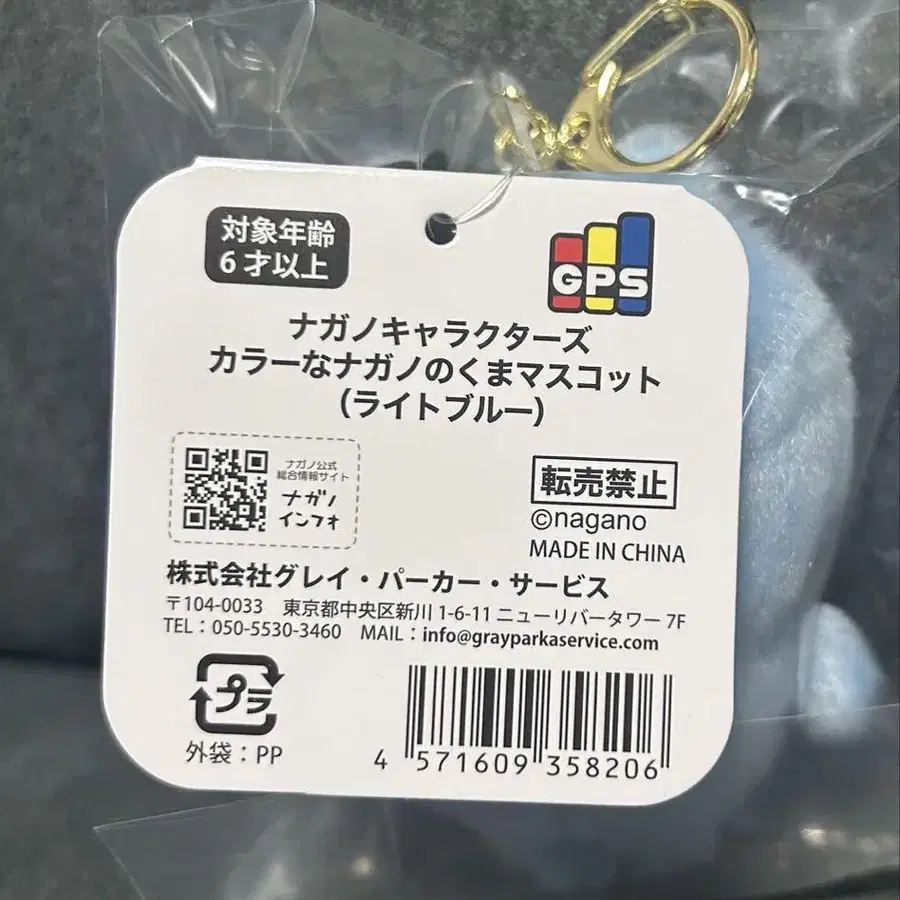 対象年齢
6才以上
GPS
ナガノキャラクターズ
カラーなナガノのくまマスコット
(ライトブルー)
ナガノ公式
総合情報サイト
ナガノ
インフォ
転売禁止
©nagano
MADE IN CHINA
株式会社グレイ・パーカー・サービス
〒104-0033 東京都中央区新川1-6-11 ニューリバータワー 7F
TEL：050-5530-3460 MAIL：info@grayparkaservice.com
プラ
外袋：PP
4 571609 358206